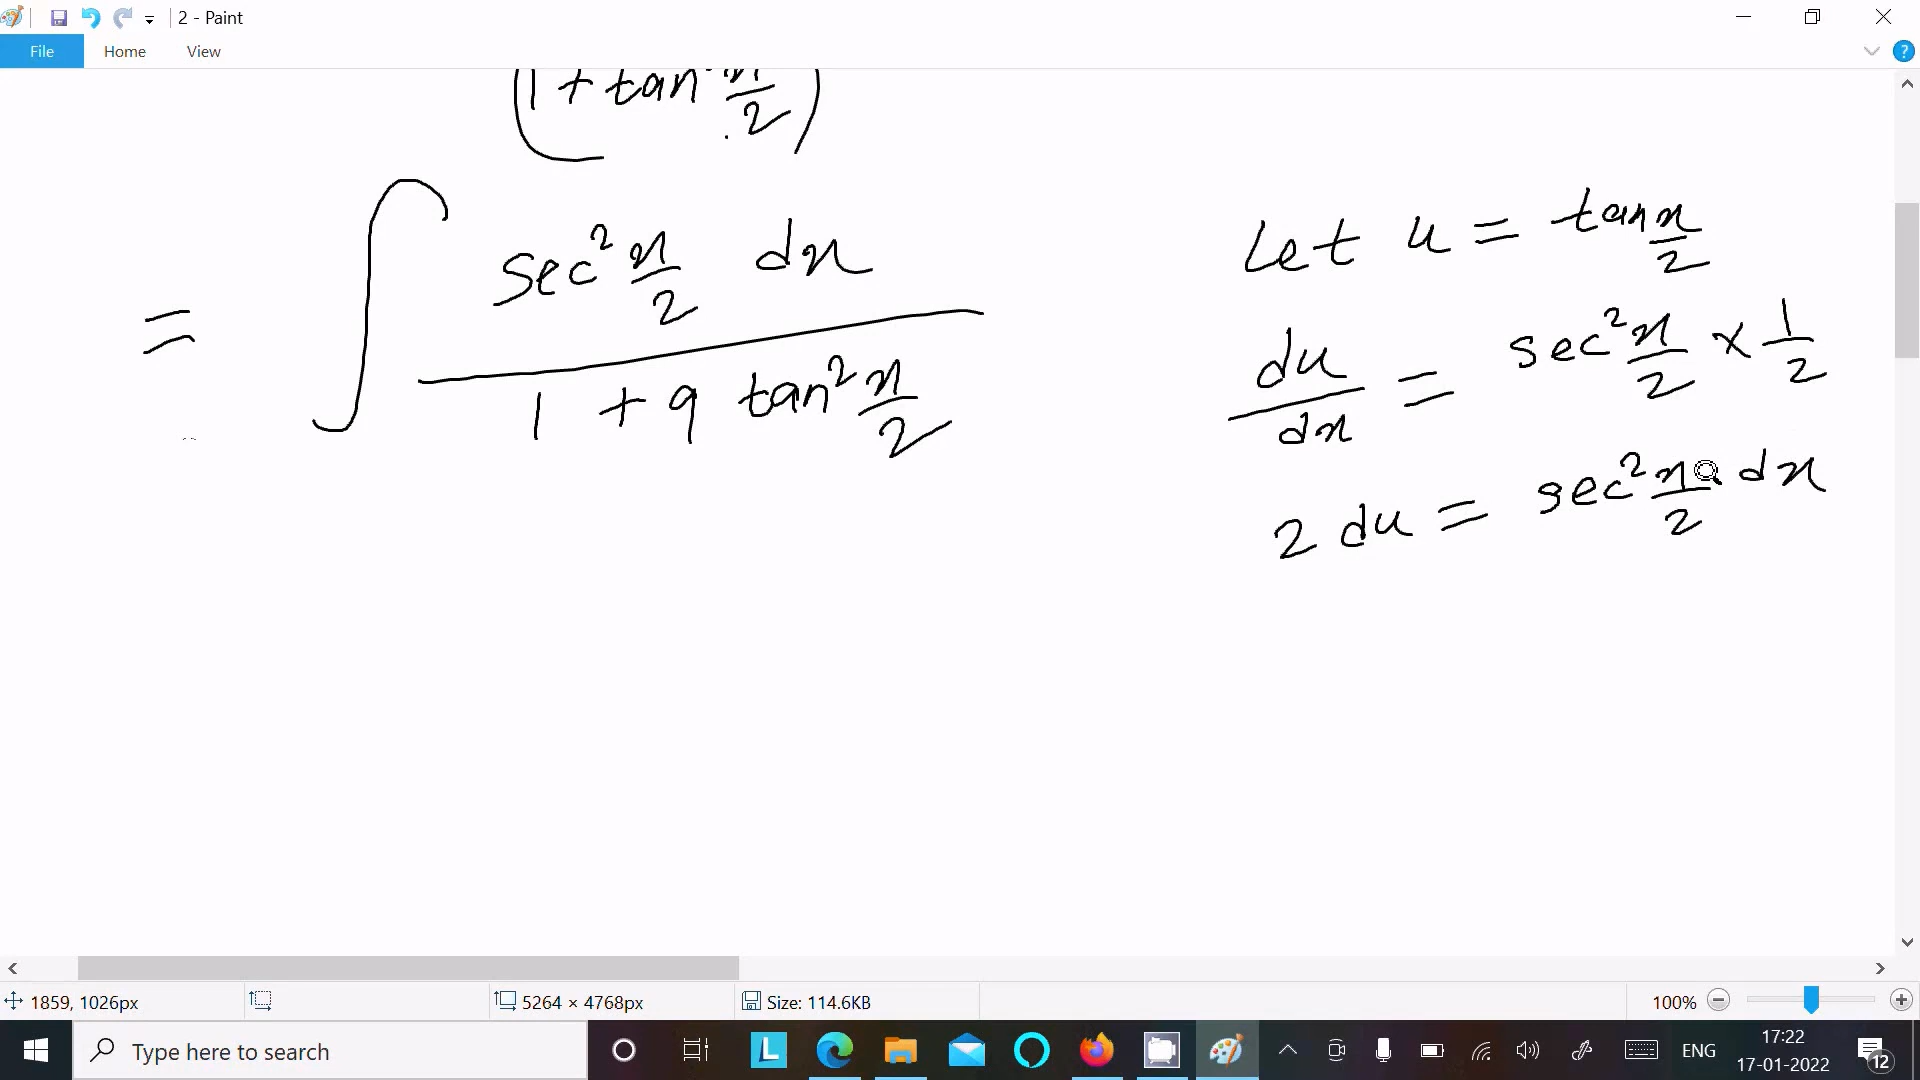 2 - Paint
File Home View
(1 + tan² x/2)
= ∫ sec² x/2 dx / 1 + 9 tan² x/2
Let u = tan x/2
du/dx = sec² x/2 × 1/2
2 du = sec² x/2 dx
1859, 1026px 5264 × 4768px Size: 114.6KB 100%
Type here to search
L
ENG
17:22
17-01-2022
12